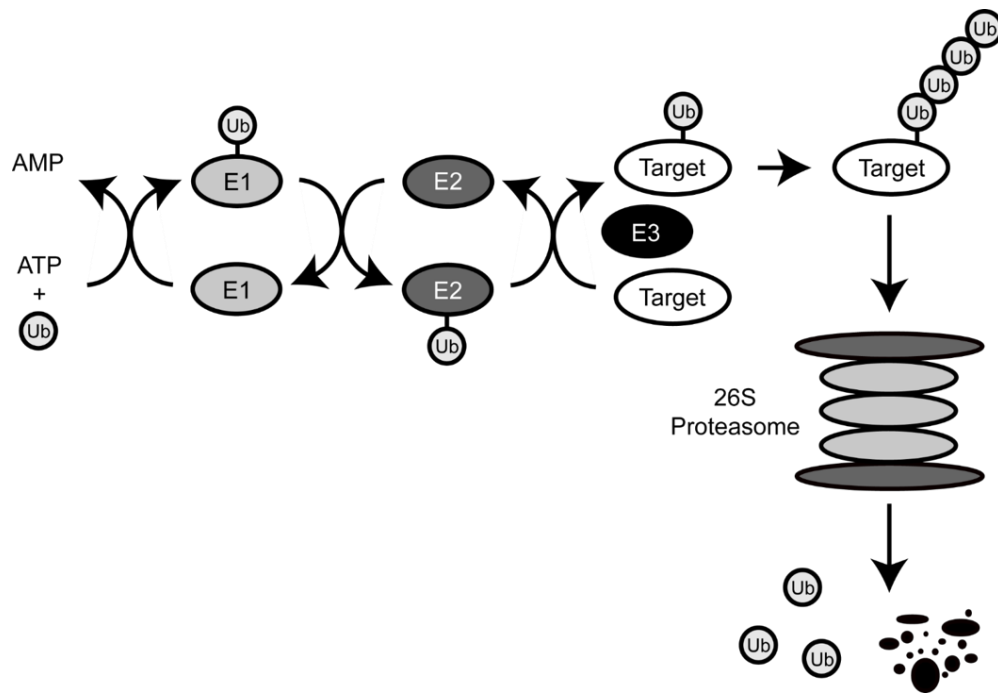 Ub
Ub
Ub
Ub
Ub
Ub
AMP
E1
E2
Target
Target
E3
ATP
+
Ub
E1
E2
Target
Ub
26S
Proteasome
Ub
Ub
Ub